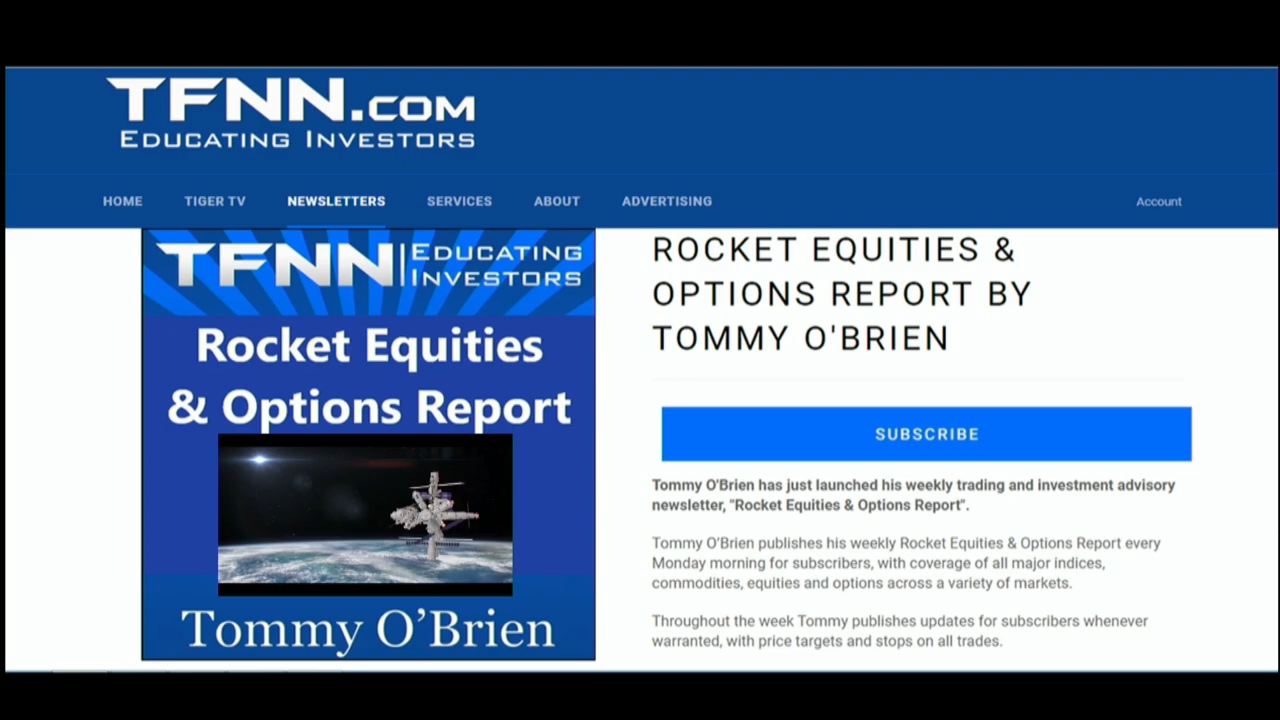 TFNN.COM
EDUCATING INVESTORS
HOME TIGER TV NEWSLETTERS SERVICES ABOUT ADVERTISING Account
TFNN EDUCATING INVESTORS
Rocket Equities
& Options Report
Tommy O’Brien
ROCKET EQUITIES &
OPTIONS REPORT BY
TOMMY O'BRIEN
SUBSCRIBE
Tommy O'Brien has just launched his weekly trading and investment advisory
newsletter, "Rocket Equities & Options Report".
Tommy O’Brien publishes his weekly Rocket Equities & Options Report every
Monday morning for subscribers, with coverage of all major indices,
commodities, equities and options across a variety of markets.
Throughout the week Tommy publishes updates for subscribers whenever
warranted, with price targets and stops on all trades.